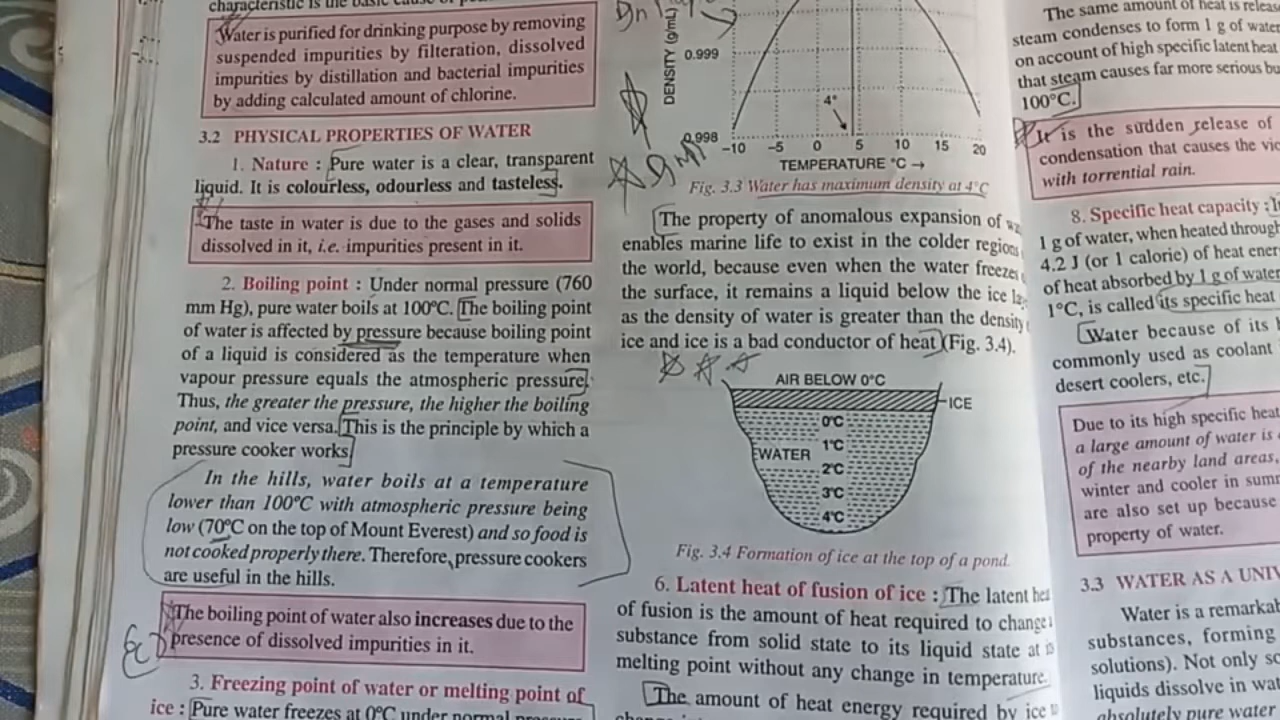 characteristic is the basic cause of
Water is purified for drinking purpose by removing
suspended impurities by filtration, dissolved
impurities by distillation and bacterial impurities
by adding calculated amount of chlorine.
3.2 PHYSICAL PROPERTIES OF WATER
1. Nature : Pure water is a clear, transparent
liquid. It is colourless, odourless and tasteless.
The taste in water is due to the gases and solids
dissolved in it, i.e. impurities present in it.
2. Boiling point : Under normal pressure (760
mm Hg), pure water boils at 100°C. The boiling point
of water is affected by pressure because boiling point
of a liquid is considered as the temperature when
vapour pressure equals the atmospheric pressure.
Thus, the greater the pressure, the higher the boiling
point, and vice versa. This is the principle by which a
pressure cooker works.
In the hills, water boils at a temperature
lower than 100°C with atmospheric pressure being
low (70°C on the top of Mount Everest) and so food is
not cooked properly there. Therefore, pressure cookers
are useful in the hills.
The boiling point of water also increases due to the
presence of dissolved impurities in it.
3. Freezing point of water or melting point of
ice : Pure water freezes at 0°C under normal pressure
DENSITY (g/mL)
0.999
0.998
4°
-10 -5 0 5 10 15 20
TEMPERATURE °C →
Fig. 3.3 Water has maximum density at 4°C
The property of anomalous expansion of
enables marine life to exist in the colder regions
the world, because even when the water freezes
the surface, it remains a liquid below the ice
as the density of water is greater than the density
ice and ice is a bad conductor of heat (Fig. 3.4).
AIR BELOW 0°C
ICE
0°C
1°C
WATER
2°C
3°C
4°C
Fig. 3.4 Formation of ice at the top of a pond.
6. Latent heat of fusion of ice : The latent
of fusion is the amount of heat required to change
substance from solid state to its liquid state at
melting point without any change in temperature.
The amount of heat energy required by ice
The same amount of heat is
steam condenses to form 1 g of water
on account of high specific latent heat
that steam causes far more serious
100°C.
It is the sudden release of
condensation that causes the
with torrential rain.
8. Specific heat capacity :
1 g of water, when heated through
4.2 J (or 1 calorie) of heat
of heat absorbed by 1 g of water
1°C, is called its specific heat
Water because of its
commonly used as coolant
desert coolers, etc.
Due to its high specific heat
a large amount of water is
of the nearby land areas,
winter and cooler in
are also set up because
property of water.
3.3 WATER AS A
Water is a
substances, forming
solutions). Not only
liquids dissolve in
absolutely pure water